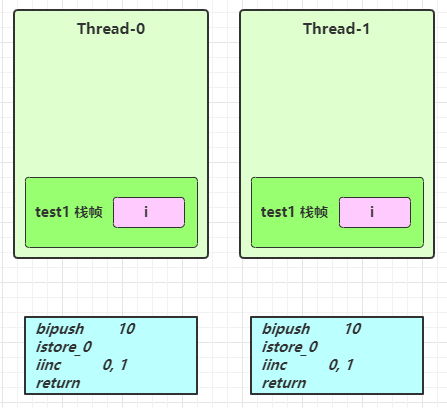 Thread-0
test1 栈帧 i
bipush 10
istore_0
iinc 0, 1
return
Thread-1
test1 栈帧 i
bipush 10
istore_0
iinc 0, 1
return